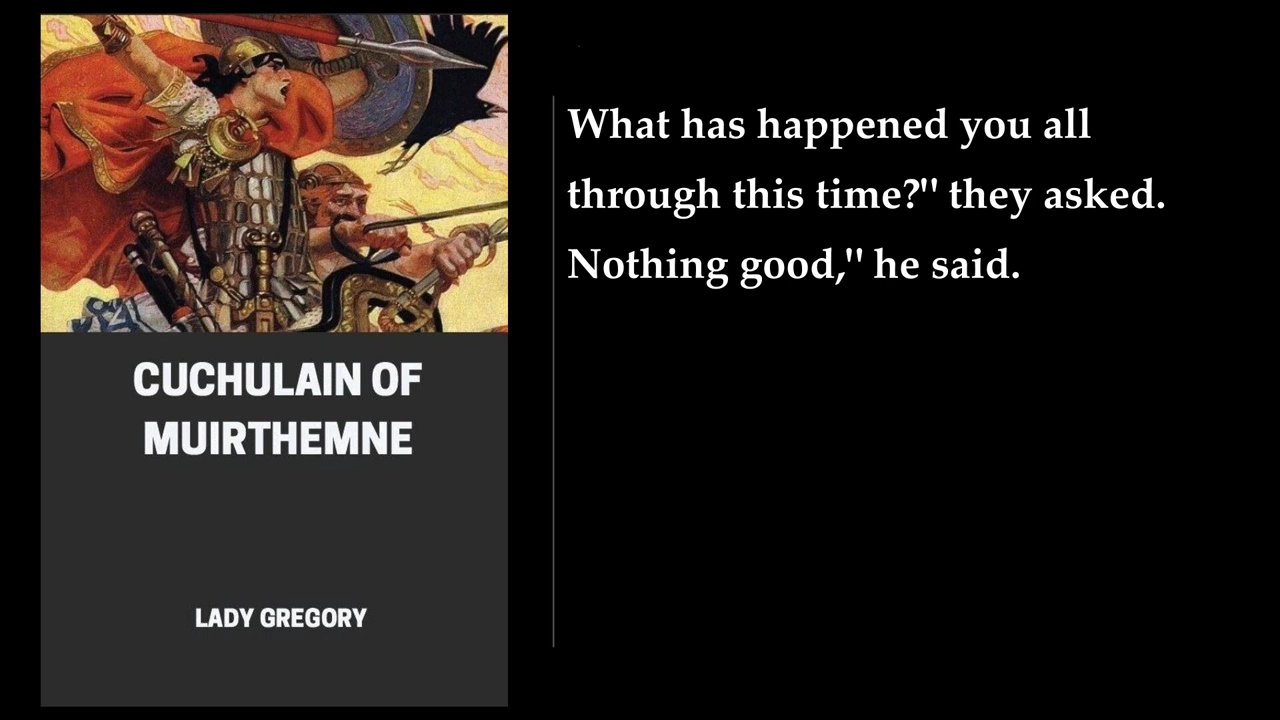 CUCHULAIN OF
MUIRTHEMNE
LADY GREGORY
What has happened you all
through this time?" they asked.
Nothing good," he said.